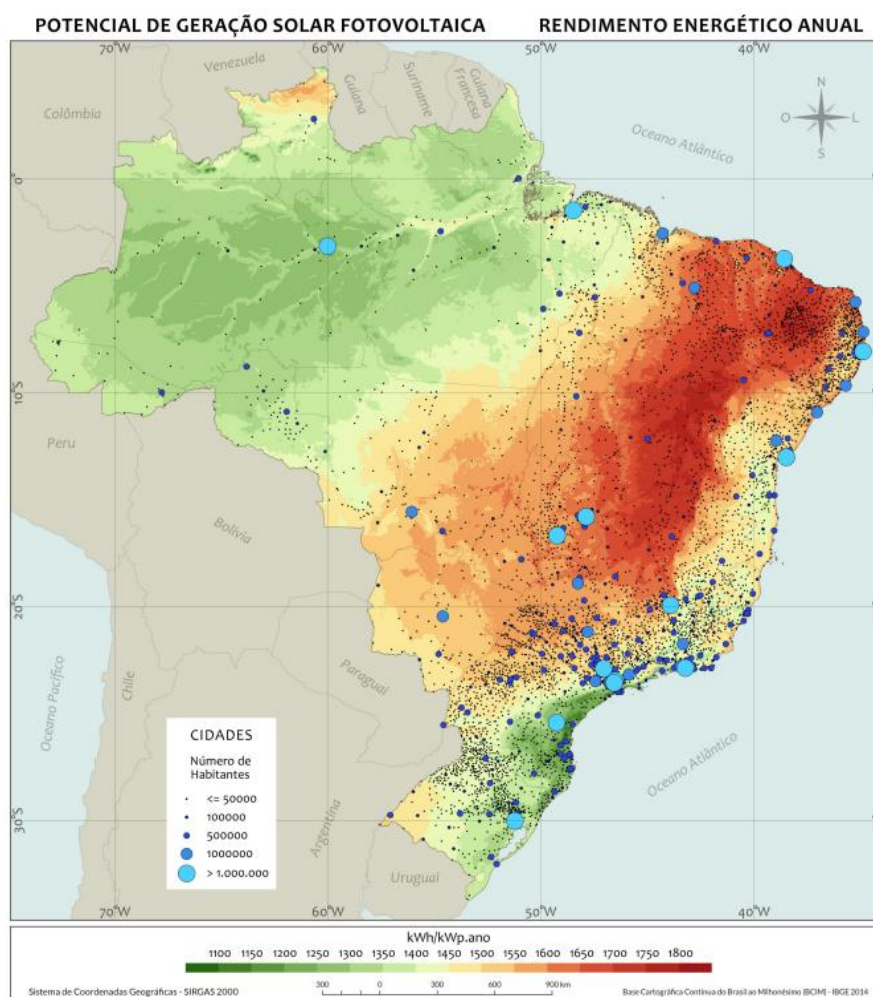 POTENCIAL DE GERAÇÃO SOLAR FOTOVOLTAICA
RENDIMENTO ENERGÉTICO ANUAL
70°W 60°W 50°W 40°W
Venezuela
Colômbia
Guiana
Suriname
Guiana Francesa
Oceano Atlântico
N
O L
S
0°
10°S
Peru
Bolívia
20°S
Paraguai
Chile
Oceano Pacífico
Oceano Atlântico
30°S
Argentina
Uruguai
CIDADES
Número de
Habitantes
<= 50000
100000
500000
1000000
> 1.000.000
70°W 60°W 50°W 40°W
kWh/kWp.ano
1100 1150 1200 1250 1300 1350 1400 1450 1500 1550 1600 1650 1700 1750 1800
Sistema de Coordenadas Geográficas - SIRGAS 2000
300 0 300 600 900 km
Base Cartográfica Contínua do Brasil ao Milhonésimo (BCIM) - IBGE 2014